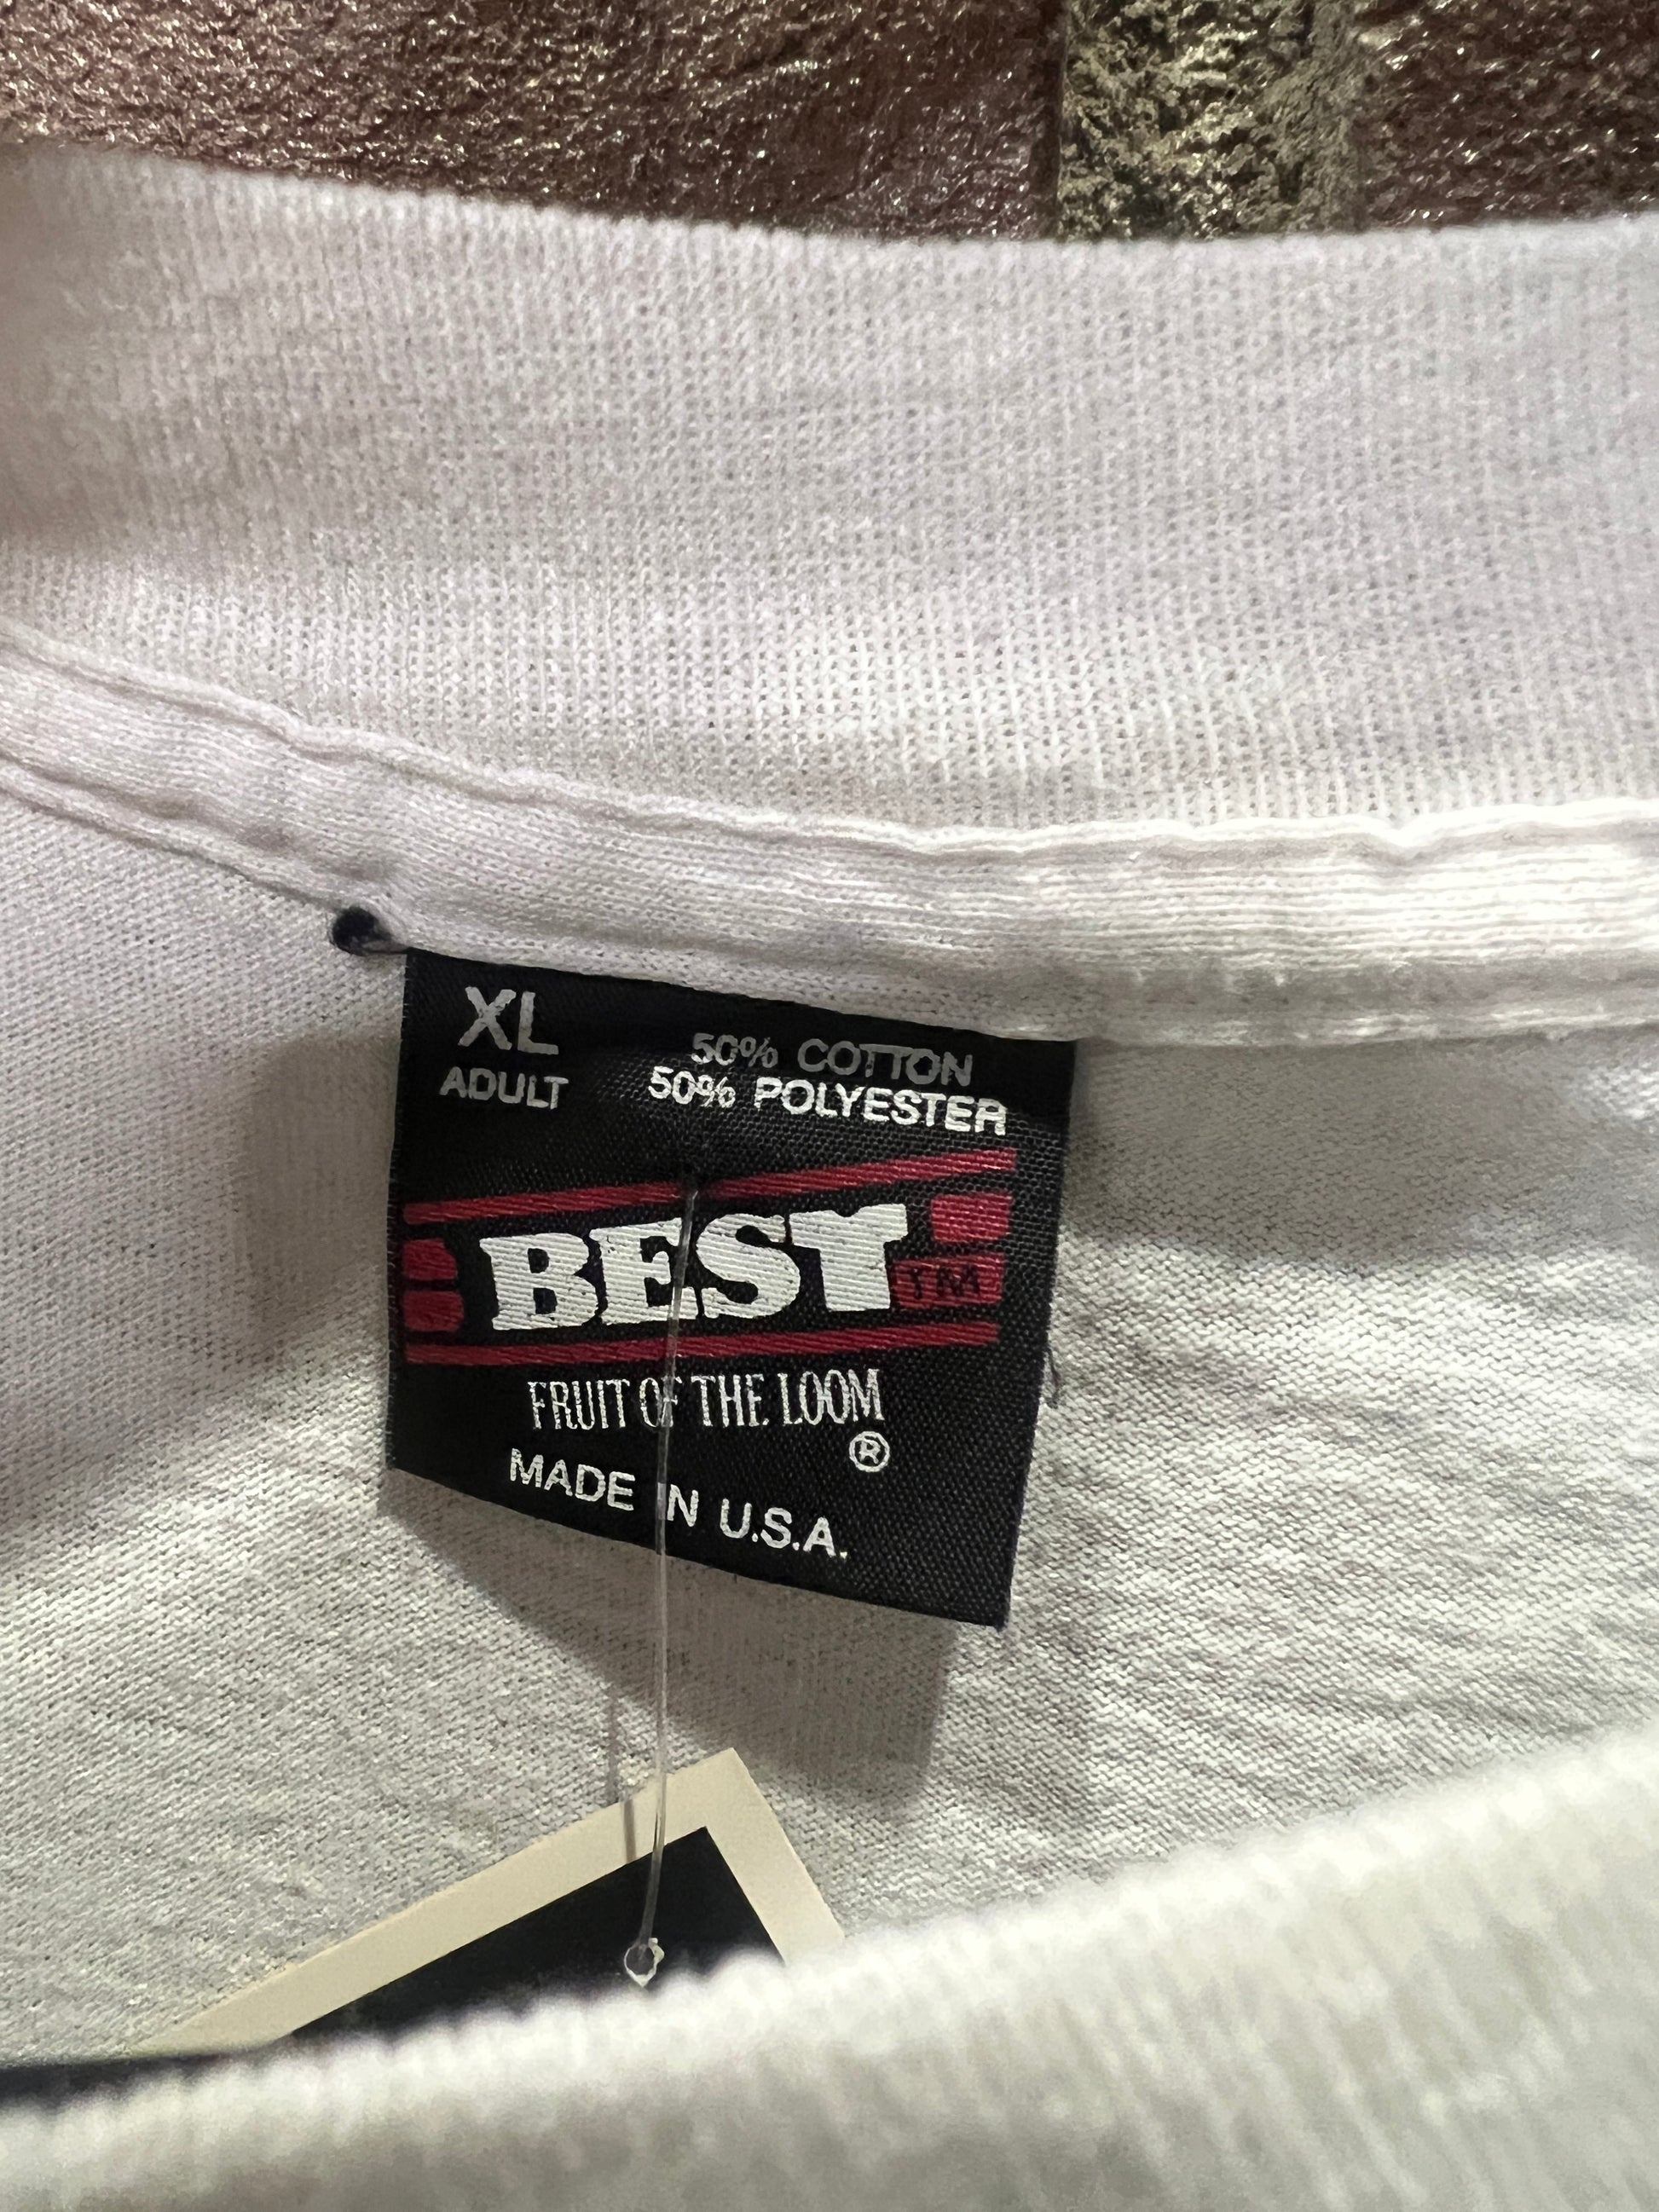 XL
ADULT
50% COTTON
50% POLYESTER
BEST
TM
FRUIT OF THE LOOM
®
MADE IN U.S.A.